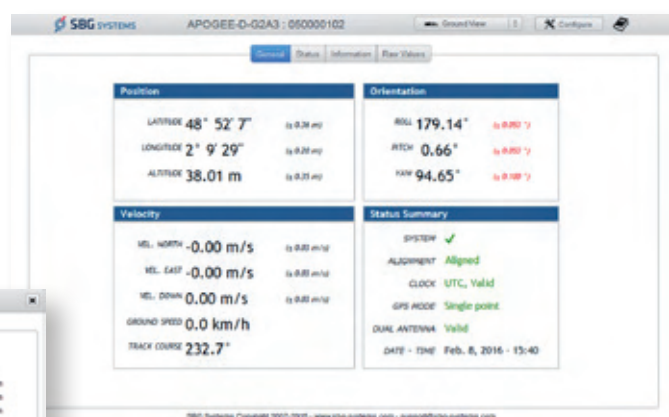 SBG SYSTEMS
APOGEE-D-G2A3 : 050000102
Ground View
Configure
General Status Information Raw Values
Position
LATITUDE 48° 52' 7"
LONGITUDE 2° 9' 29"
ALTITUDE 38.01 m
Orientation
ROLL 179.14°
PITCH 0.66°
YAW 94.65°
Velocity
VEL. NORTH -0.00 m/s
VEL. EAST -0.00 m/s
VEL. DOWN 0.00 m/s
GROUND SPEED 0.0 km/h
TRACK COURSE 232.7°
Status Summary
SYSTEM ✓
ALIGNMENT Aligned
CLOCK UTC, Valid
GPS MODE Single point
DUAL ANTENNA Valid
DATE - TIME Feb. 8, 2016 - 15:40